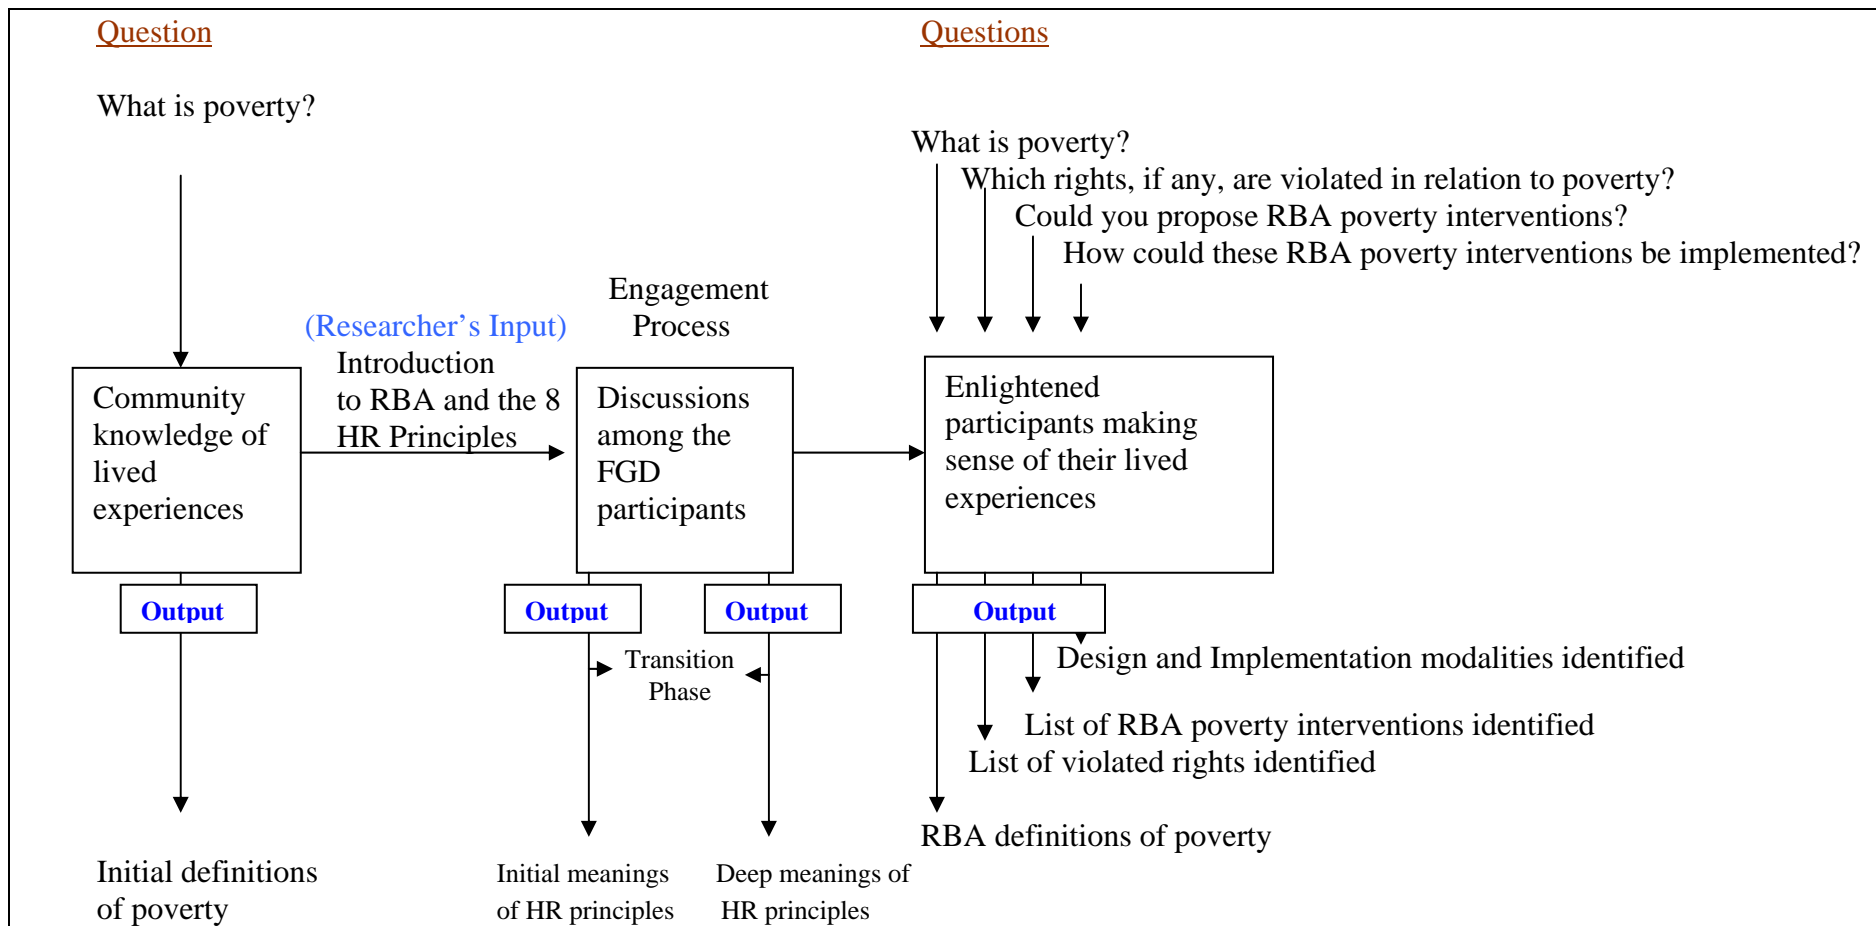 Question
Questions
What is poverty?
What is poverty?
Which rights, if any, are violated in relation to poverty?
Could you propose RBA poverty interventions?
How could these RBA poverty interventions be implemented?
(Researcher’s Input)
Introduction
to RBA and the 8
HR Principles
Engagement
Process
Community
knowledge of
lived
experiences
Discussions
among the
FGD
participants
Enlightened
participants making
sense of their lived
experiences
Output
Output
Output
Output
Transition
Phase
Design and Implementation modalities identified
List of RBA poverty interventions identified
List of violated rights identified
RBA definitions of poverty
Initial definitions
of poverty
Initial meanings
of HR principles
Deep meanings of
HR principles